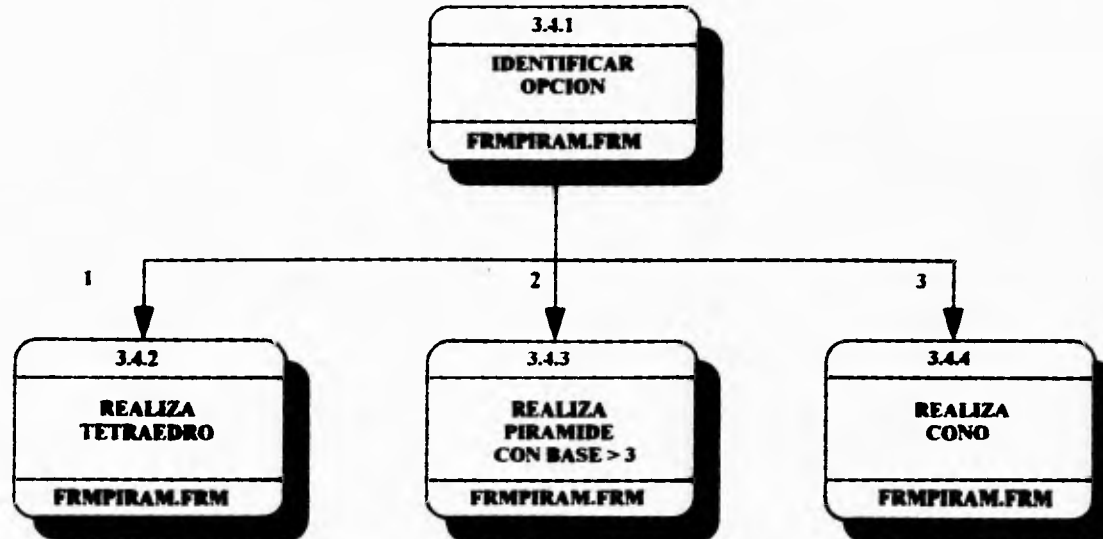 3.4.1
IDENTIFICAR
OPCION
FRMPIRAM.FRM
1
2
3
3.4.2
REALIZA
TETRAEDRO
FRMPIRAM.FRM
3.4.3
REALIZA
PIRAMIDE
CON BASE > 3
FRMPIRAM.FRM
3.4.4
REALIZA
CONO
FRMPIRAM.FRM